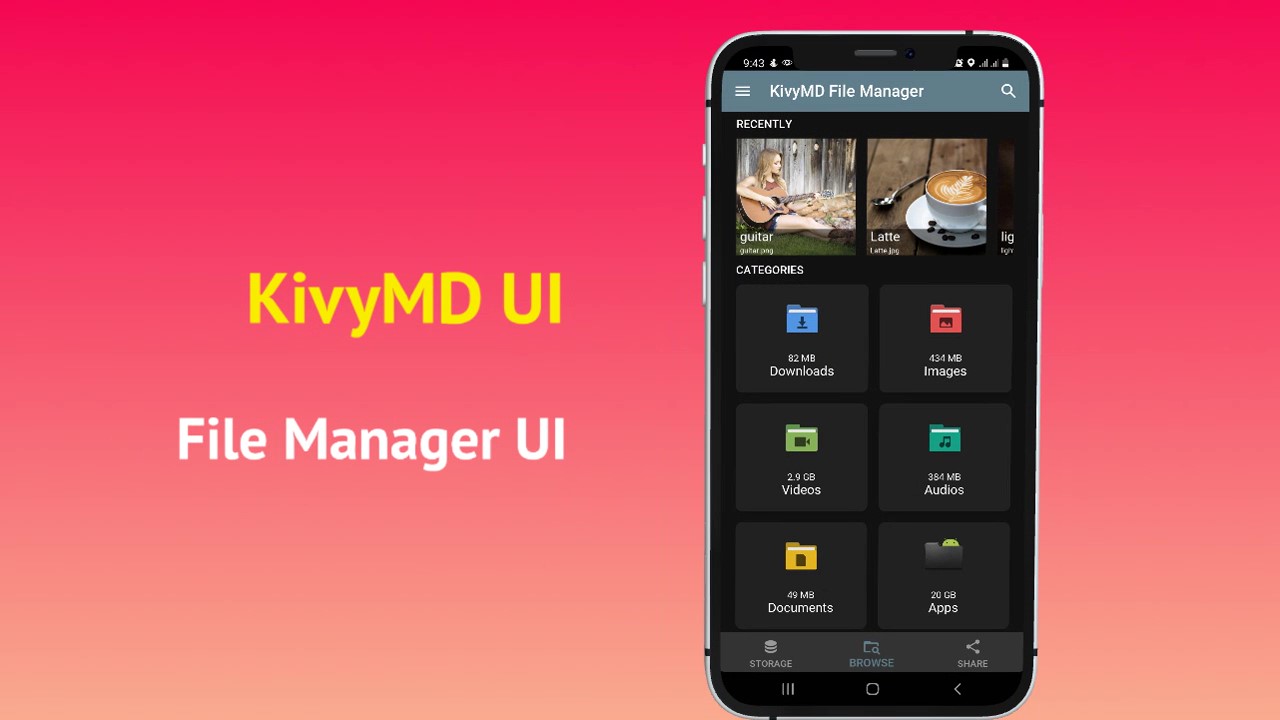 KivyMD UI
File Manager UI
9:43
KivyMD File Manager
RECENTLY
guitar
guitar.png
Latte
Latte.jpg
lig
ligh
CATEGORIES
82 MB
Downloads
434 MB
Images
2.9 GB
Videos
384 MB
Audios
49 MB
Documents
20 GB
Apps
STORAGE
BROWSE
SHARE